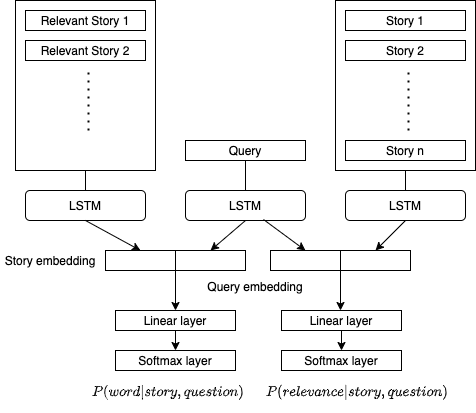 Relevant Story 1
Relevant Story 2
Story 1
Story 2
Story n
Query
LSTM
LSTM
LSTM
Story embedding
Query embedding
Linear layer
Linear layer
Softmax layer
Softmax layer
P(word|story, question)
P(relevance|story, question)